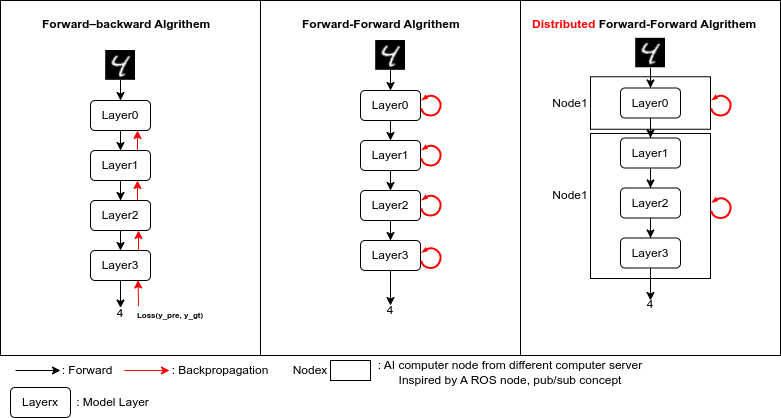 Forward–backward Algrithem
Layer0
Layer1
Layer2
Layer3
4
Loss(y_pre, y_gt)
Forward-Forward Algrithem
Layer0
Layer1
Layer2
Layer3
4
Distributed Forward-Forward Algrithem
Node1
Layer0
Node1
Layer1
Layer2
Layer3
4
: Forward
: Backpropagation
Nodex
: AI computer node from different computer server
Inspired by A ROS node, pub/sub concept
Layerx
: Model Layer